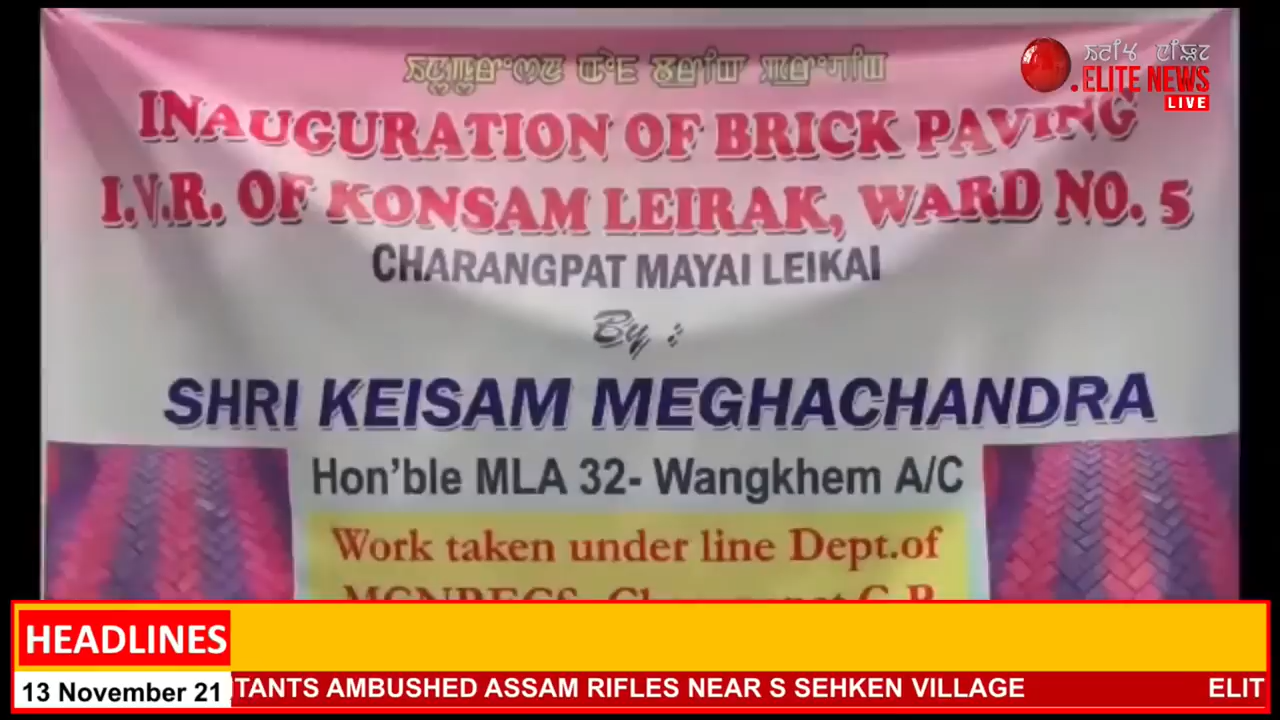 INAUGURATION OF BRICK PAVING
I.V.R. OF KONSAM LEIRAK, WARD NO. 5
CHARANGPAT MAYAI LEIKAI
By :
SHRI KEISAM MEGHACHANDRA
Hon'ble MLA 32- Wangkhem A/C
Work taken under line Dept.of
ELITE NEWS
LIVE
HEADLINES
13 November 21
TANTS AMBUSHED ASSAM RIFLES NEAR S SEHKEN VILLAGE
ELIT